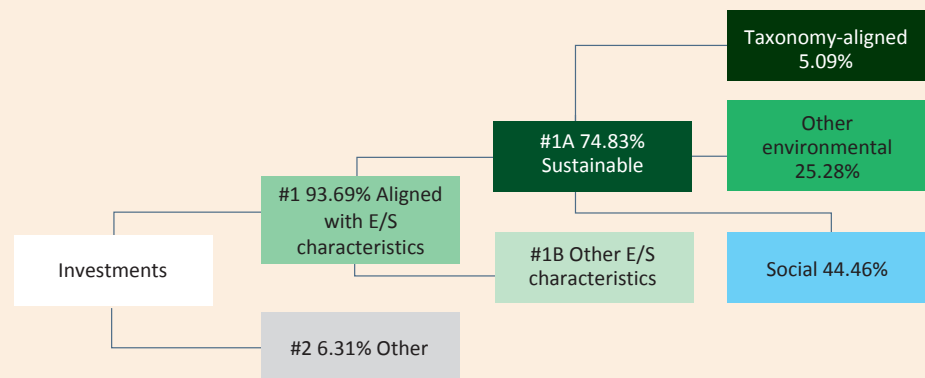 Taxonomy-aligned
5.09%
#1A 74.83%
Sustainable
Other
environmental
25.28%
#1 93.69% Aligned
with E/S
characteristics
#1B Other E/S
characteristics
Investments
Social 44.46%
#2 6.31% Other